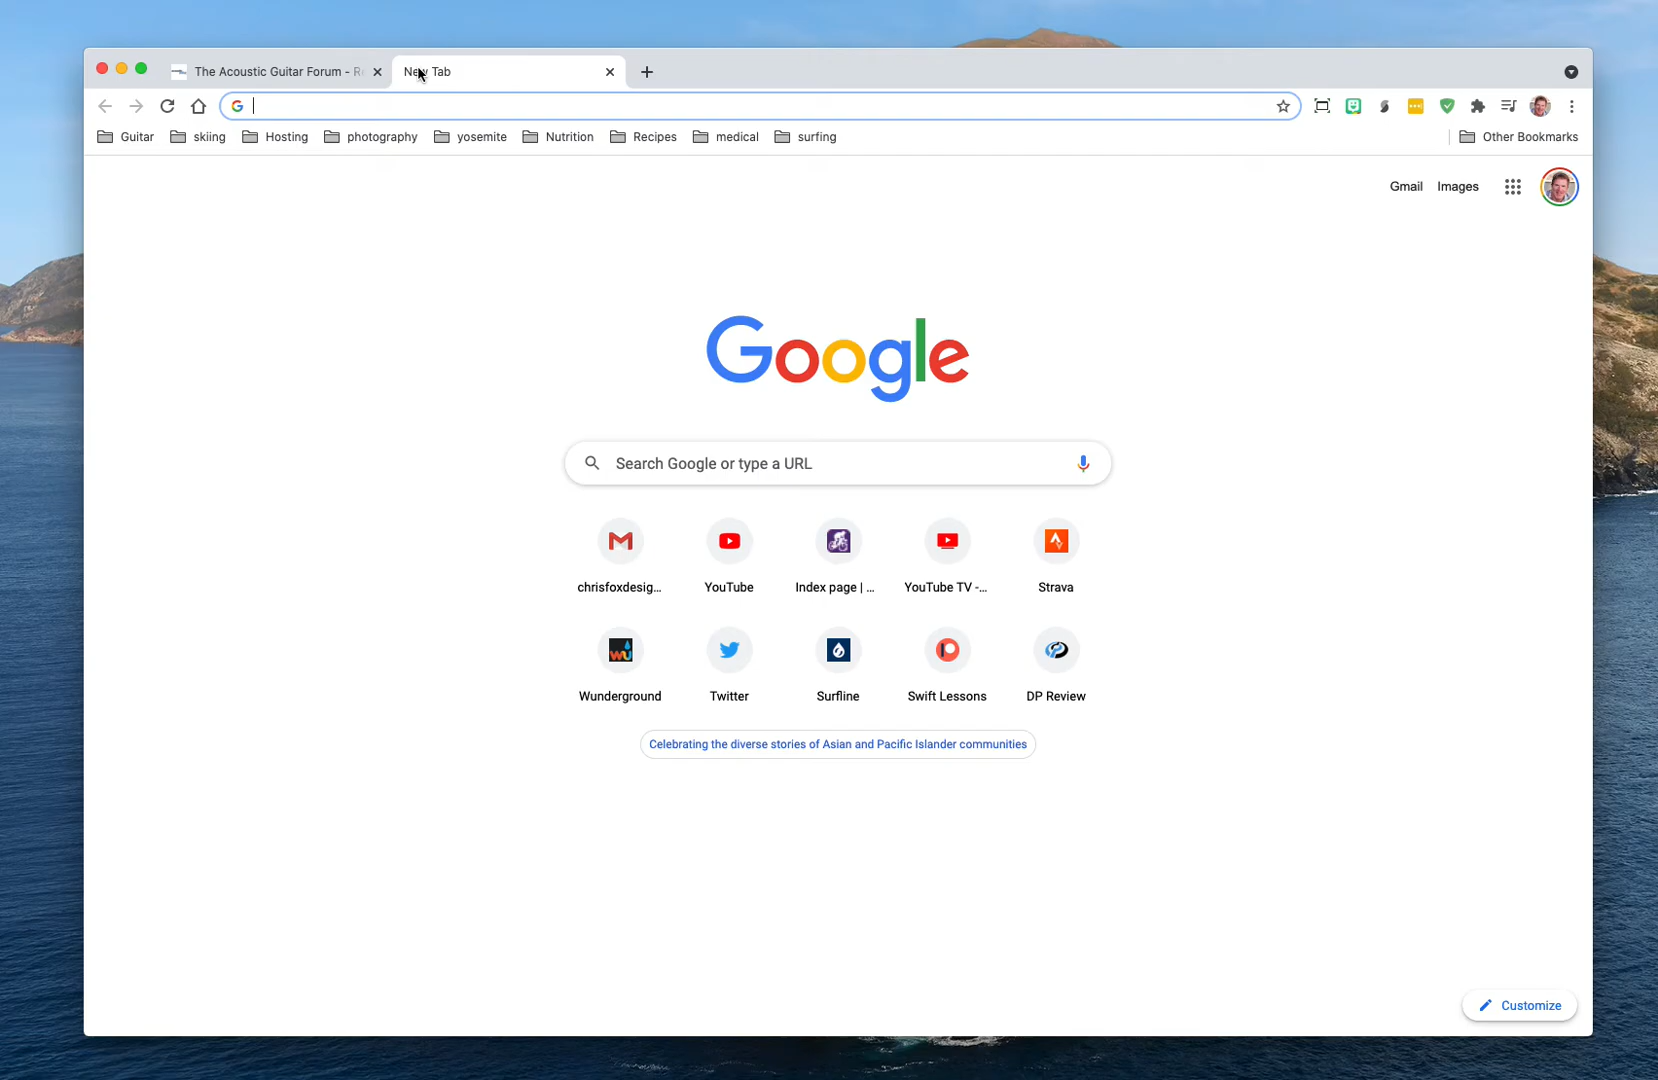 The Acoustic Guitar Forum - R
New Tab
Guitar skiing Hosting photography yosemite Nutrition Recipes medical surfing Other Bookmarks
Gmail Images
Google
Search Google or type a URL
chrisfoxdesig... YouTube Index page | ... YouTube TV -... Strava
Wunderground Twitter Surfline Swift Lessons DP Review
Celebrating the diverse stories of Asian and Pacific Islander communities
Customize